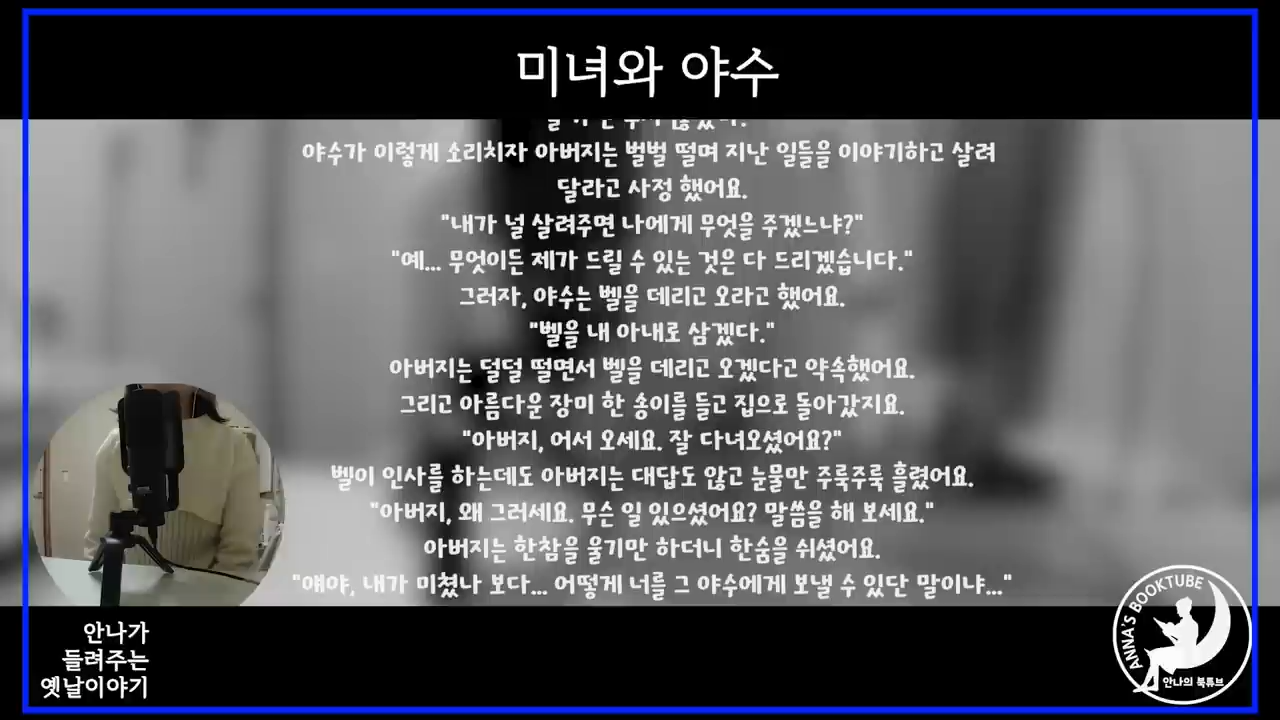 미녀와 야수
야수가 이렇게 소리치자 아버지는 벌벌 떨며 지난 일들을 이야기하고 살려
달라고 사정 했어요.
"내가 널 살려주면 나에게 무엇을 주겠느냐?"
"예... 무엇이든 제가 드릴 수 있는 것은 다 드리겠습니다."
그러자, 야수는 벨을 데리고 오라고 했어요.
"벨을 내 아내로 삼겠다."
아버지는 덜덜 떨면서 벨을 데리고 오겠다고 약속했어요.
그리고 아름다운 장미 한 송이를 들고 집으로 돌아갔지요.
"아버지, 어서 오세요. 잘 다녀오셨어요?"
벨이 인사를 하는데도 아버지는 대답도 않고 눈물만 주룩주룩 흘렸어요.
"아버지, 왜 그러세요. 무슨 일 있으셨어요? 말씀을 해 보세요."
아버지는 한참을 울기만 하더니 한숨을 쉬셨어요.
"얘야, 내가 미쳤나 보다... 어떻게 너를 그 야수에게 보낼 수 있단 말이냐..."
안나가
들려주는
옛날이야기
ANNA'S BOOKTUBE
안나의 북튜브